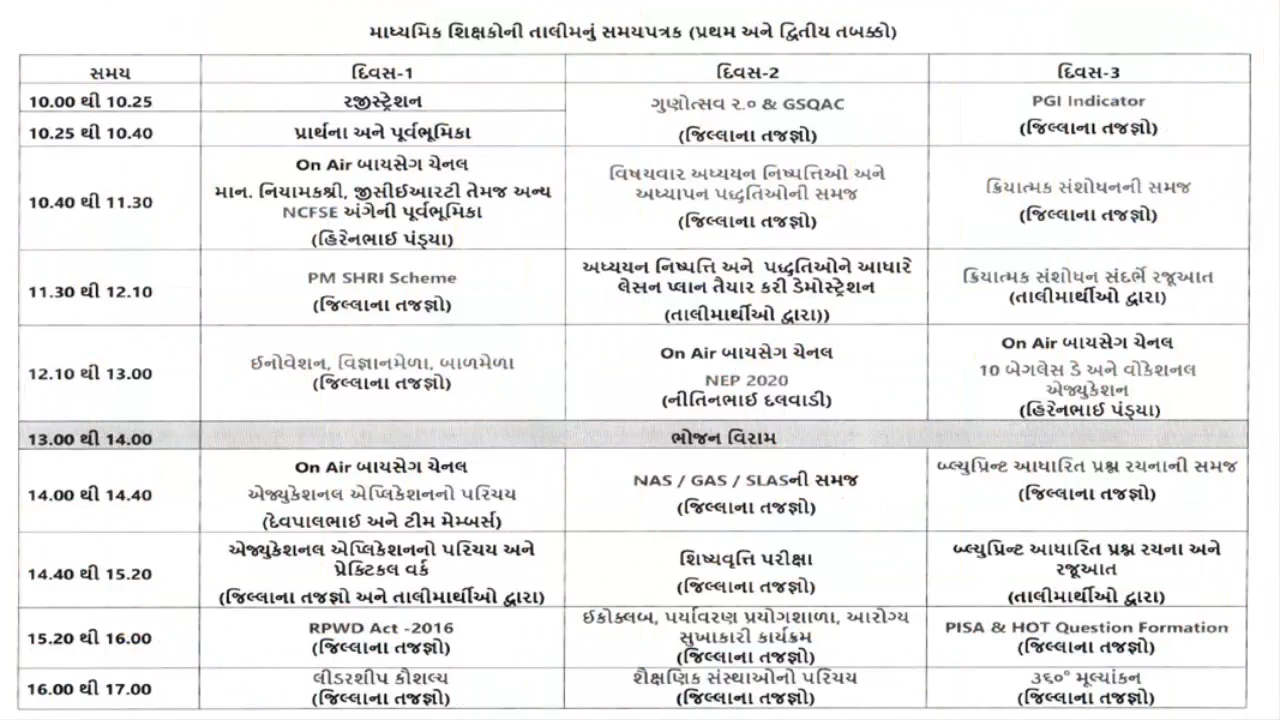 માધ્યમિક શિક્ષકોની તાલીમનું સમયપત્રક (પ્રથમ અને દ્વિતીય તબક્કો)
સમય
દિવસ-1
દિવસ-2
દિવસ-3
10.00 થી 10.25
રજીસ્ટ્રેશન
ગુણોત્સવ ૨.૦ & GSQAC
(જિલ્લાના તજજ્ઞો)
PGI Indicator
(જિલ્લાના તજજ્ઞો)
10.25 થી 10.40
પ્રાર્થના અને પૂર્વભૂમિકા
10.40 થી 11.30
On Air બાયસેગ ચેનલ
માન. નિયામકશ્રી, જીસીઈઆરટી તેમજ અન્ય
NCFSE અંગેની પૂર્વભૂમિકા
(હિરેનભાઈ પંડ્યા)
વિષયવાર અધ્યયન નિષ્પત્તિઓ અને
અધ્યાપન પદ્ધતિઓની સમજ
(જિલ્લાના તજજ્ઞો)
ક્રિયાત્મક સંશોધનની સમજ
(જિલ્લાના તજજ્ઞો)
11.30 થી 12.10
PM SHRI Scheme
(જિલ્લાના તજજ્ઞો)
અધ્યયન નિષ્પત્તિ અને પદ્ધતિઓને આધારે
લેસન પ્લાન તૈયાર કરી ડેમોસ્ટ્રેશન
(તાલીમાર્થીઓ દ્વારા))
ક્રિયાત્મક સંશોધન સંદર્ભે રજૂઆત
(તાલીમાર્થીઓ દ્વારા)
12.10 થી 13.00
ઈનોવેશન, વિજ્ઞાનમેળા, બાળમેળા
(જિલ્લાના તજજ્ઞો)
On Air બાયસેગ ચેનલ
NEP 2020
(નીતિનભાઈ દલવાડી)
On Air બાયસેગ ચેનલ
10 બેગલેસ ડે અને વોકેશનલ
એજ્યુકેશન
(હિરેનભાઈ પંડ્યા)
13.00 થી 14.00
ભોજન વિરામ
14.00 થી 14.40
On Air બાયસેગ ચેનલ
એજ્યુકેશનલ એપ્લિકેશનનો પરિચય
(દેવપાલભાઈ અને ટીમ મેમ્બર્સ)
NAS / GAS / SLASની સમજ
(જિલ્લાના તજજ્ઞો)
બ્લ્યુપ્રિન્ટ આધારિત પ્રશ્ન રચનાની સમજ
(જિલ્લાના તજજ્ઞો)
14.40 થી 15.20
એજ્યુકેશનલ એપ્લિકેશનનો પરિચય અને
પ્રેક્ટિકલ વર્ક
(જિલ્લાના તજજ્ઞો અને તાલીમાર્થીઓ દ્વારા)
શિષ્યવૃત્તિ પરીક્ષા
(જિલ્લાના તજજ્ઞો)
બ્લ્યુપ્રિન્ટ આધારિત પ્રશ્ન રચના અને
રજૂઆત
(તાલીમાર્થીઓ દ્વારા)
15.20 થી 16.00
RPWD Act -2016
(જિલ્લાના તજજ્ઞો)
ઈકોક્લબ, પર્યાવરણ પ્રયોગશાળા, આરોગ્ય
સુખાકારી કાર્યક્રમ
(જિલ્લાના તજજ્ઞો)
PISA & HOT Question Formation
(જિલ્લાના તજજ્ઞો)
16.00 થી 17.00
લીડરશીપ કૌશલ્ય
(જિલ્લાના તજજ્ઞો)
શૈક્ષણિક સંસ્થાઓનો પરિચય
(જિલ્લાના તજજ્ઞો)
૩૬૦° મૂલ્યાંકન
(જિલ્લાના તજજ્ઞો)